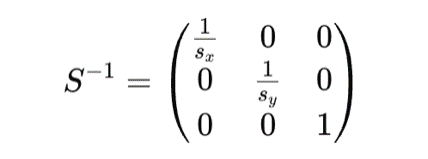 S^{-1} = \begin{pmatrix} \frac{1}{s_x} & 0 & 0 \\ 0 & \frac{1}{s_y} & 0 \\ 0 & 0 & 1 \end{pmatrix}